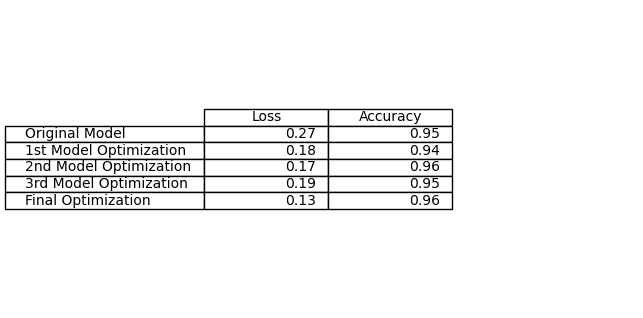 Loss Accuracy
Original Model 0.27 0.95
1st Model Optimization 0.18 0.94
2nd Model Optimization 0.17 0.96
3rd Model Optimization 0.19 0.95
Final Optimization 0.13 0.96